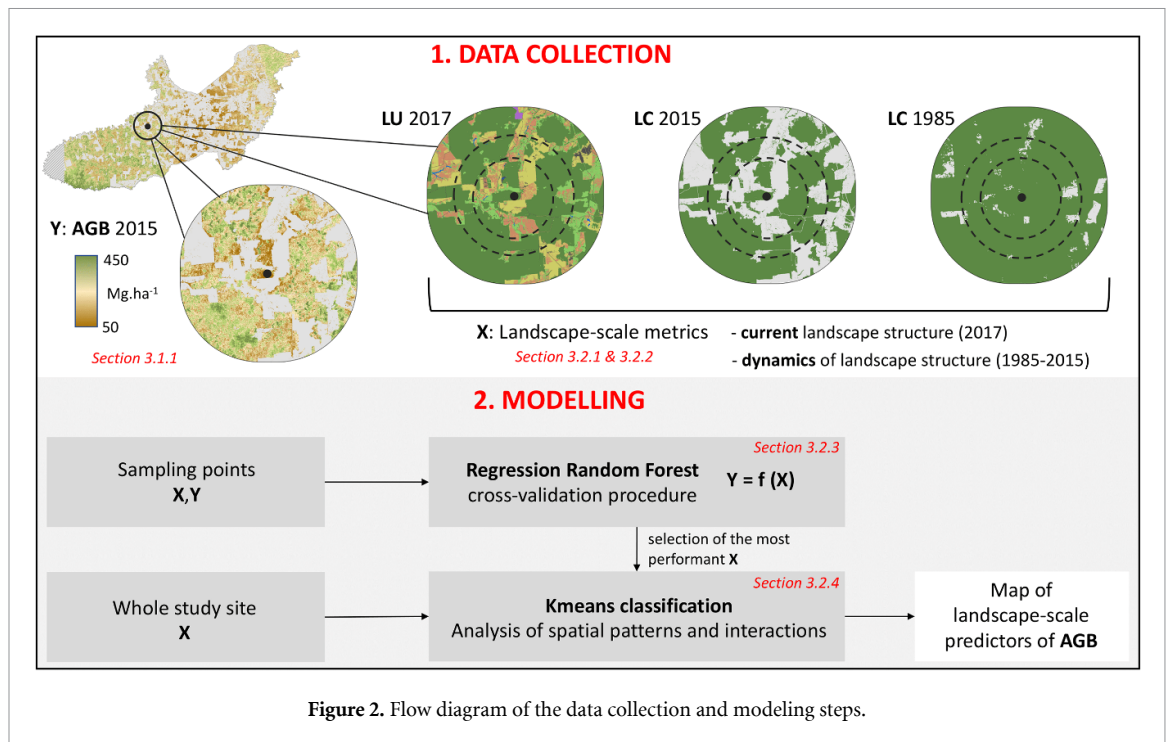 1. DATA COLLECTION
LU 2017
LC 2015
LC 1985
Y: AGB 2015
450
Mg.ha-1
50
Section 3.1.1
X: Landscape-scale metrics
Section 3.2.1 & 3.2.2
- current landscape structure (2017)
- dynamics of landscape structure (1985-2015)
2. MODELLING
Sampling points
X,Y
Section 3.2.3
Regression Random Forest
cross-validation procedure
Y = f (X)
selection of the most
performant X
Whole study site
X
Section 3.2.4
Kmeans classification
Analysis of spatial patterns and interactions
Map of
landscape-scale
predictors of AGB
Figure 2. Flow diagram of the data collection and modeling steps.